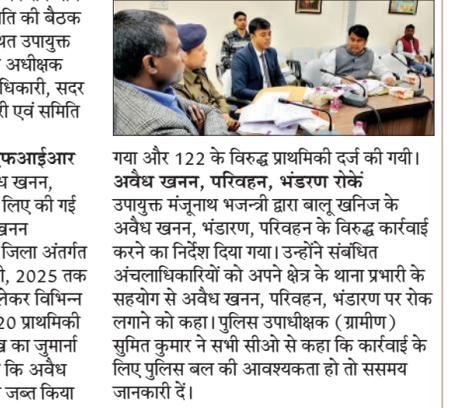 ति की बैठक
थत उपायुक्त
अधीक्षक
धिकारी, सदर
री एवं समिति
एफआईआर
ध खनन,
लिए की गई
खनन
जिला अंतर्गत
ी, 2025 तक
लेकर विभिन्न
20 प्राथमिकी
ख का जुर्माना
कि अवैध
जब्त किया
गया और 122 के विरुद्ध प्राथमिकी दर्ज की गयी।
अवैध खनन, परिवहन, भंडरण रोकें
उपायुक्त मंजूनाथ भजन्त्री द्वारा बालू खनिज के
अवैध खनन, भंडारण, परिवहन के विरुद्ध कार्रवाई
करने का निर्देश दिया गया। उन्होंने संबंधित
अंचलाधिकारियों को अपने क्षेत्र के थाना प्रभारी के
सहयोग से अवैध खनन, परिवहन, भंडारण पर रोक
लगाने को कहा। पुलिस उपाधीक्षक (ग्रामीण)
सुमित कुमार ने सभी सीओ से कहा कि कार्रवाई के
लिए पुलिस बल की आवश्यकता हो तो ससमय
जानकारी दें।